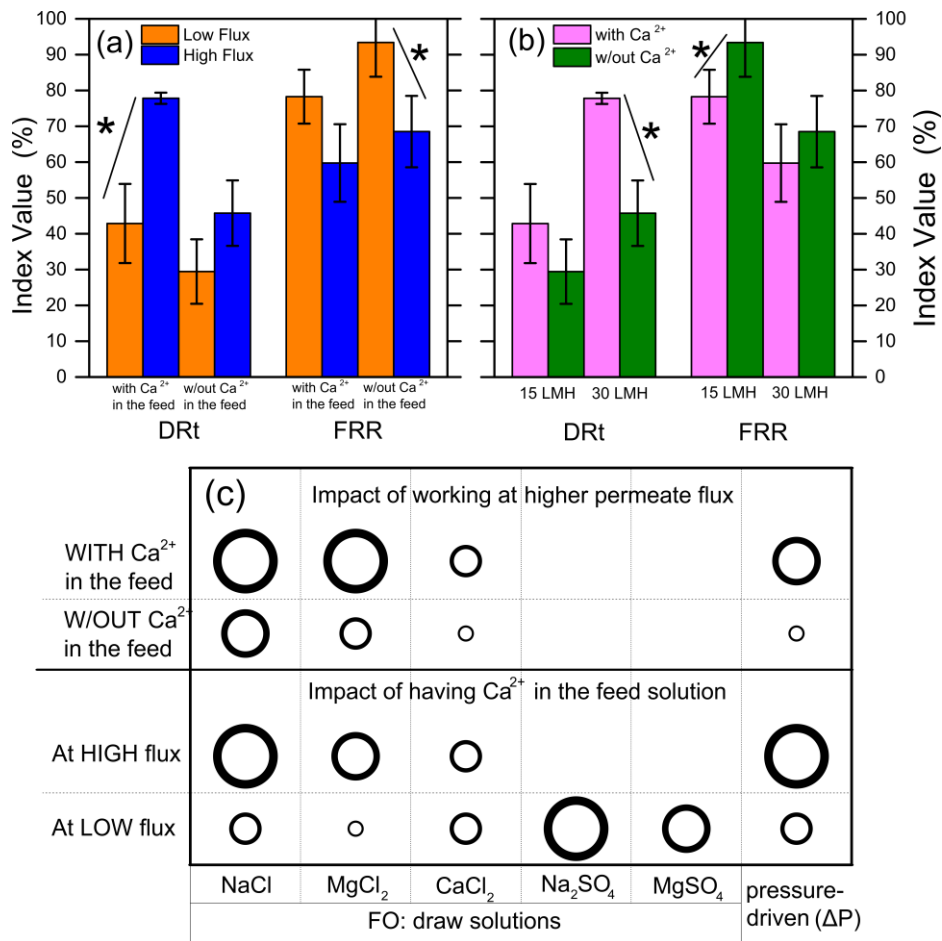 (a)
Low Flux
High Flux
Index Value (%)
100
90
80
70
60
50
40
30
20
10
0
*
*
with Ca²⁺ in the feed
w/out Ca²⁺ in the feed
with Ca²⁺ in the feed
w/out Ca²⁺ in the feed
DRt
FRR
(b)
with Ca²⁺
w/out Ca²⁺
*
*
15 LMH
30 LMH
15 LMH
30 LMH
DRt
FRR
100
90
80
70
60
50
40
30
20
10
0
Index Value (%)
(c)
Impact of working at higher permeate flux
WITH Ca²⁺
in the feed
W/OUT Ca²⁺
in the feed
Impact of having Ca²⁺ in the feed solution
At HIGH flux
At LOW flux
NaCl MgCl₂ CaCl₂ Na₂SO₄ MgSO₄
pressure-
driven (ΔP)
FO: draw solutions